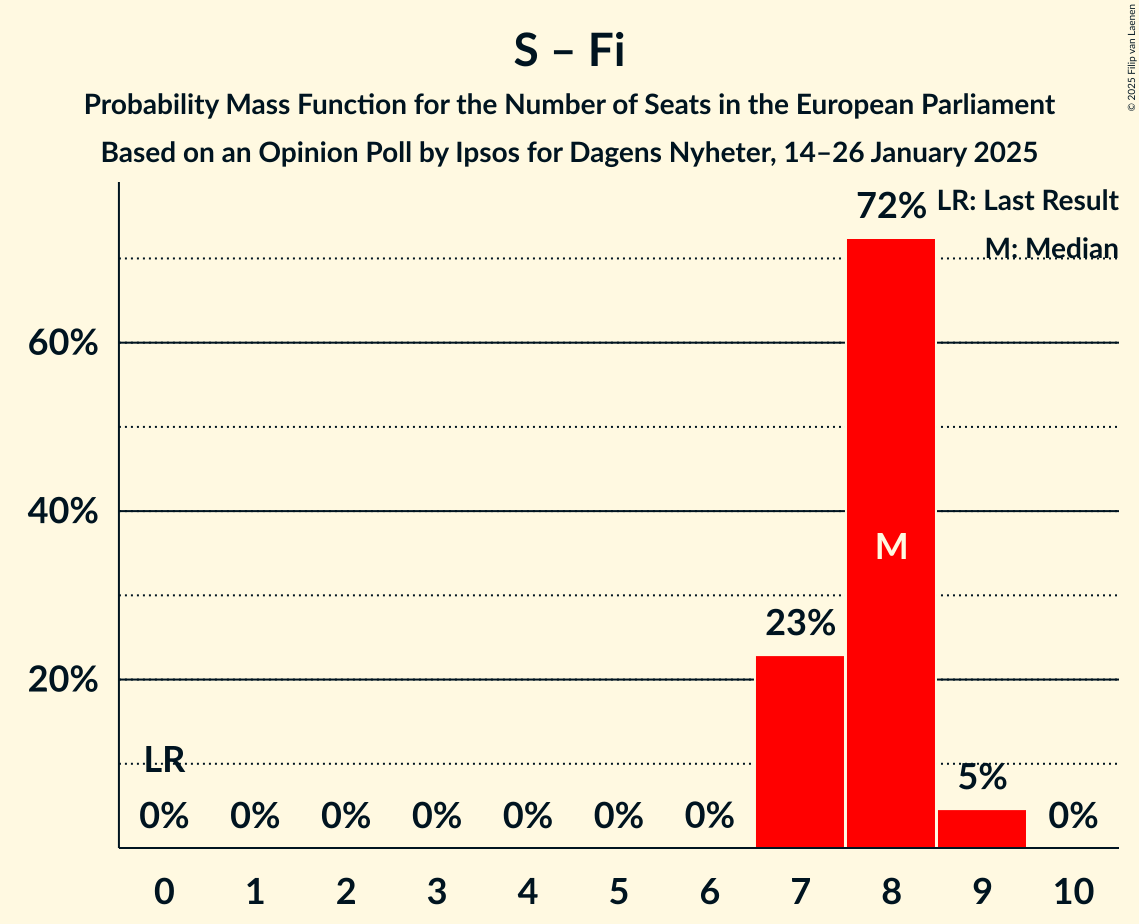 S – Fi
Probability Mass Function for the Number of Seats in the European Parliament
Based on an Opinion Poll by Ipsos for Dagens Nyheter, 14–26 January 2025
© 2025 Filip van Laenen
LR: Last Result
M: Median
72%
60%
40%
M
23%
20%
LR
5%
0% 0% 0% 0% 0% 0% 0% 0%
0 1 2 3 4 5 6 7 8 9 10